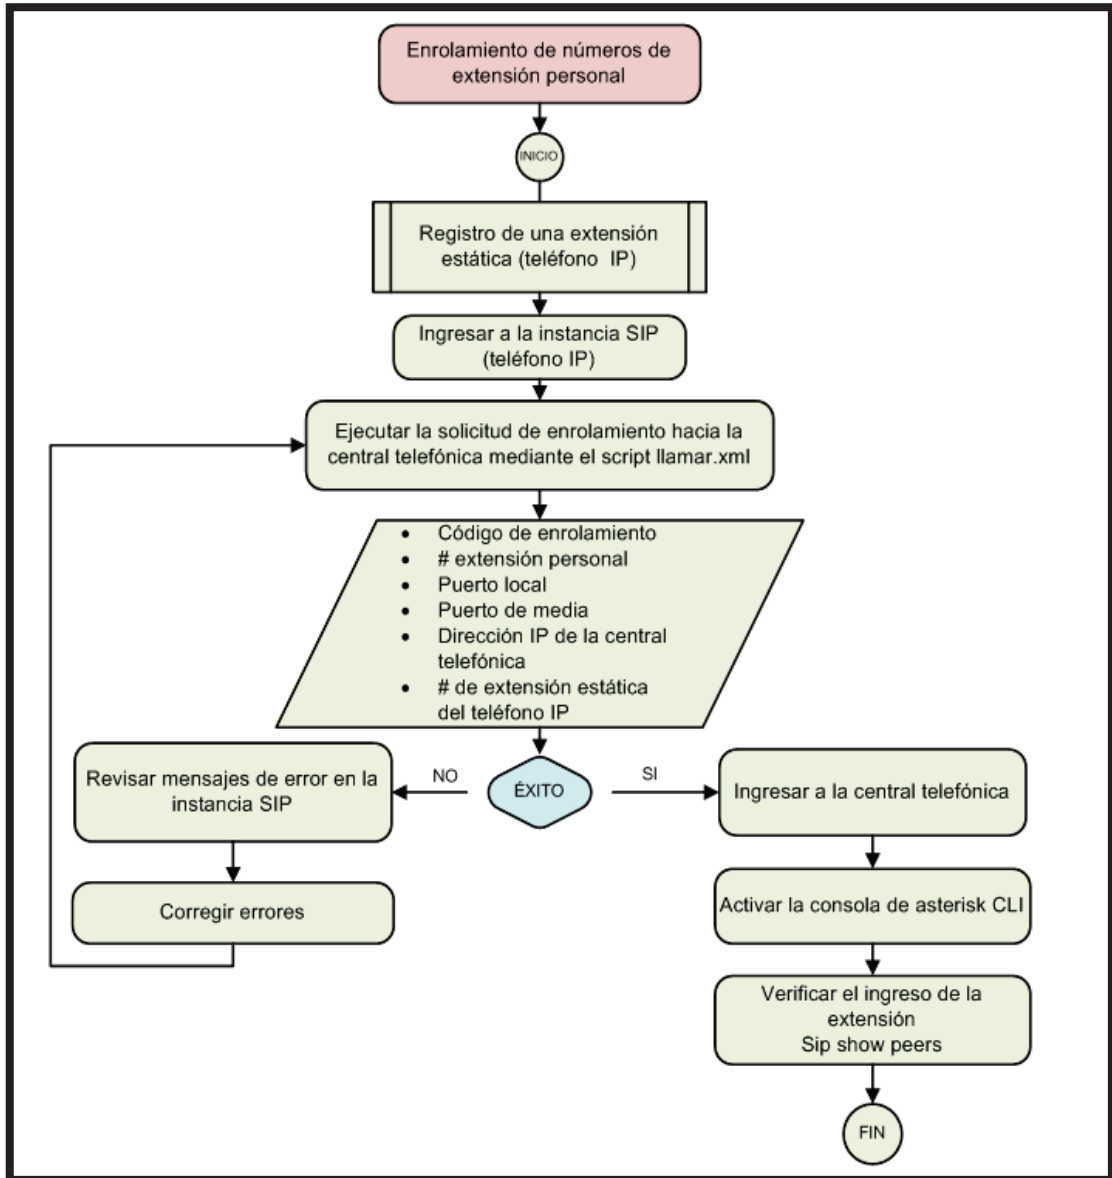 Enrolamiento de números de
extensión personal
INICIO
Registro de una extensión
estática (teléfono IP)
Ingresar a la instancia SIP
(teléfono IP)
Ejecutar la solicitud de enrolamiento hacia la
central telefónica mediante el script llamar.xml
• Código de enrolamiento
• # extensión personal
• Puerto local
• Puerto de media
• Dirección IP de la central
telefónica
• # de extensión estática
del teléfono IP
ÉXITO
NO
Revisar mensajes de error en la
instancia SIP
Corregir errores
SI
Ingresar a la central telefónica
Activar la consola de asterisk CLI
Verificar el ingreso de la
extensión
Sip show peers
FIN